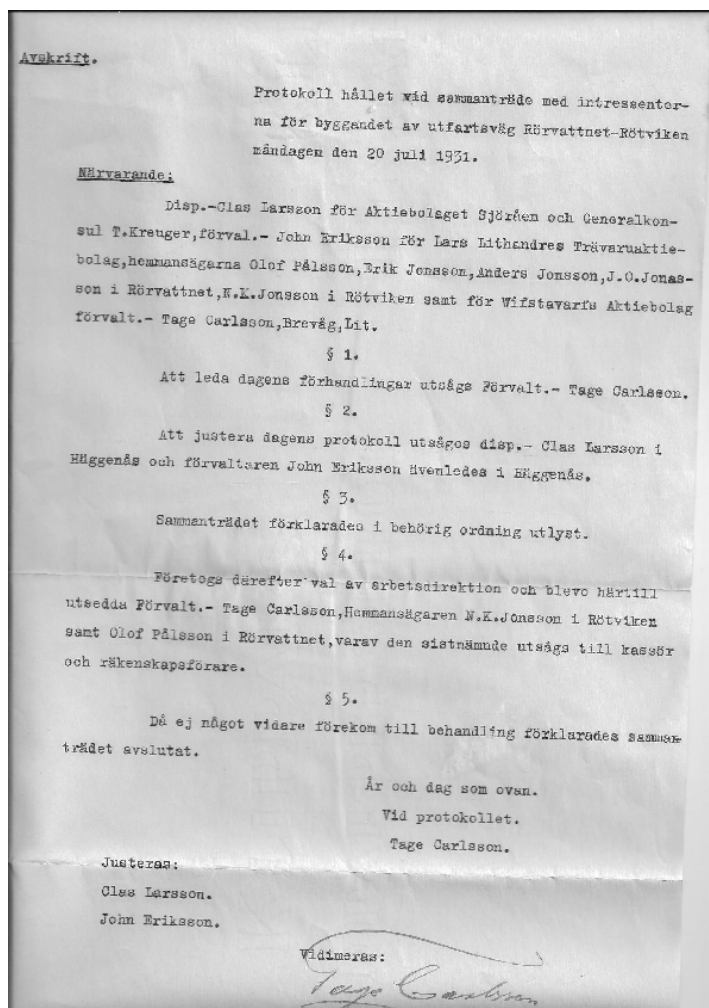 Avskrift.
Protokoll hållet vid sammanträde med intressenter-
na för byggandet av utfartsväg Rörvattnet-Rötviken
måndagen den 20 juli 1931.
Närvarande:
Disp.-Clas Larsson för Aktiebolaget Sjöråen och Generalkon-
sul T.Kreuger,förval.- John Eriksson för Lars Lithandres Trävaruaktie-
bolag,hemmansägarna Olof Pålsson,Erik Jonsson,Anders Jonsson,J.O.Jonas-
son i Rörvattnet,N.K.Jonsson i Rötviken samt för Wifstavarfs Aktiebolag
förvalt.- Tage Carlsson,Brevåg,Lit.
§ 1.
Att leda dagens förhandlingar utsågs Förvalt.- Tage Carlsson.
§ 2.
Att justera dagens protokoll utsågos disp.- Clas Larsson i
Häggenås och förvaltaren John Eriksson ävenledes i Häggenås.
§ 3.
Sammanträdet förklarades i behörig ordning utlyst.
§ 4.
Företogs därefter val av arbetsdirektion och blevo härtill
utsedda Förvalt.- Tage Carlsson,Hemmansägaren N.K.Jonsson i Rötviken
samt Olof Pålsson i Rörvattnet,varav den sistnämnde utsågs till kassör
och räkenskapsförare.
§ 5.
Då ej något vidare förekom till behandling förklarades samman-
trädet avslutat.
År och dag som ovan.
Vid protokollet.
Tage Carlsson.
Justeras:
Clas Larsson.
John Eriksson.
Vidimeras:
Tage Carlsson